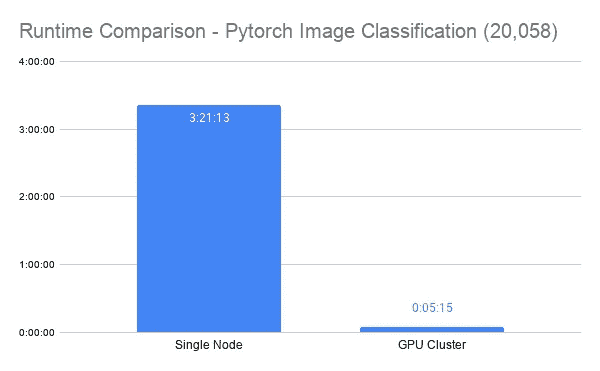 Runtime Comparison - Pytorch Image Classification (20,058)
4:00:00
3:00:00
2:00:00
1:00:00
0:00:00
3:21:13
0:05:15
Single Node
GPU Cluster